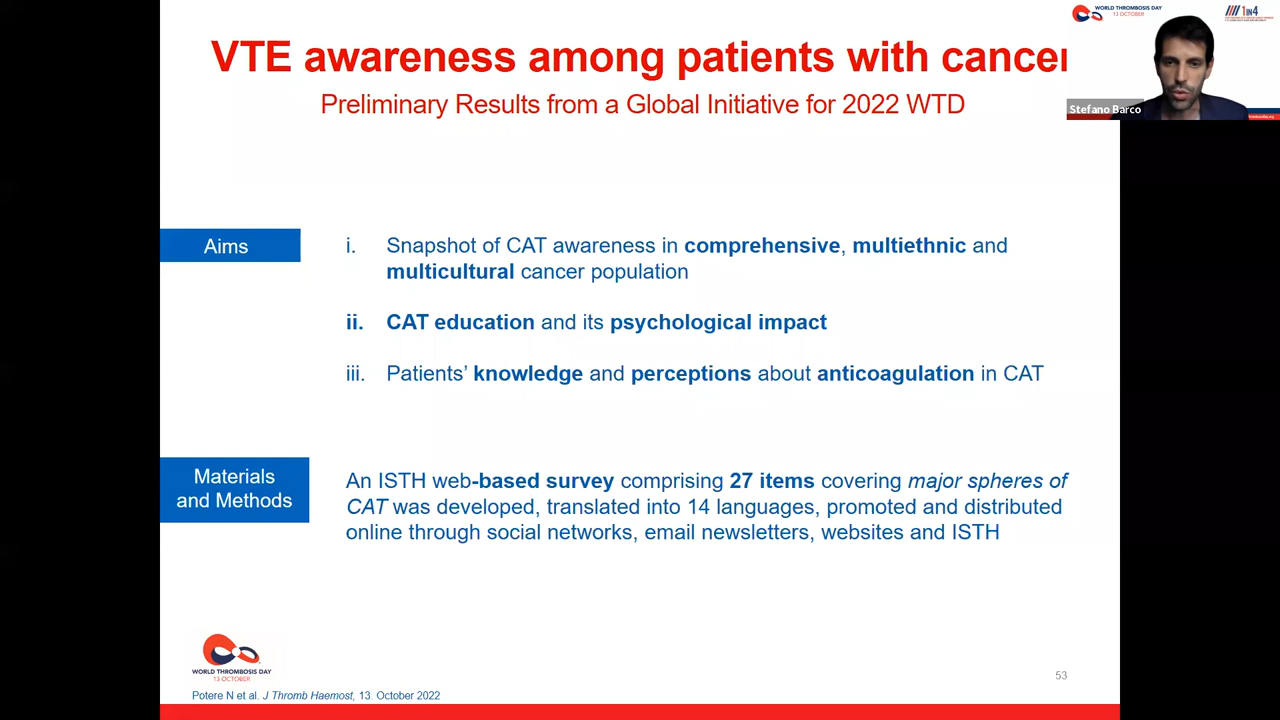 WORLD THROMBOSIS DAY
13 OCTOBER
1IN4
VTE awareness among patients with cancer
Preliminary Results from a Global Initiative for 2022 WTD
Stefano Barco
Aims
i. Snapshot of CAT awareness in comprehensive, multiethnic and
multicultural cancer population
ii. CAT education and its psychological impact
iii. Patients’ knowledge and perceptions about anticoagulation in CAT
Materials
and Methods
An ISTH web-based survey comprising 27 items covering major spheres of
CAT was developed, translated into 14 languages, promoted and distributed
online through social networks, email newsletters, websites and ISTH
WORLD THROMBOSIS DAY
13 OCTOBER
53
Potere N et al. J Thromb Haemost, 13. October 2022